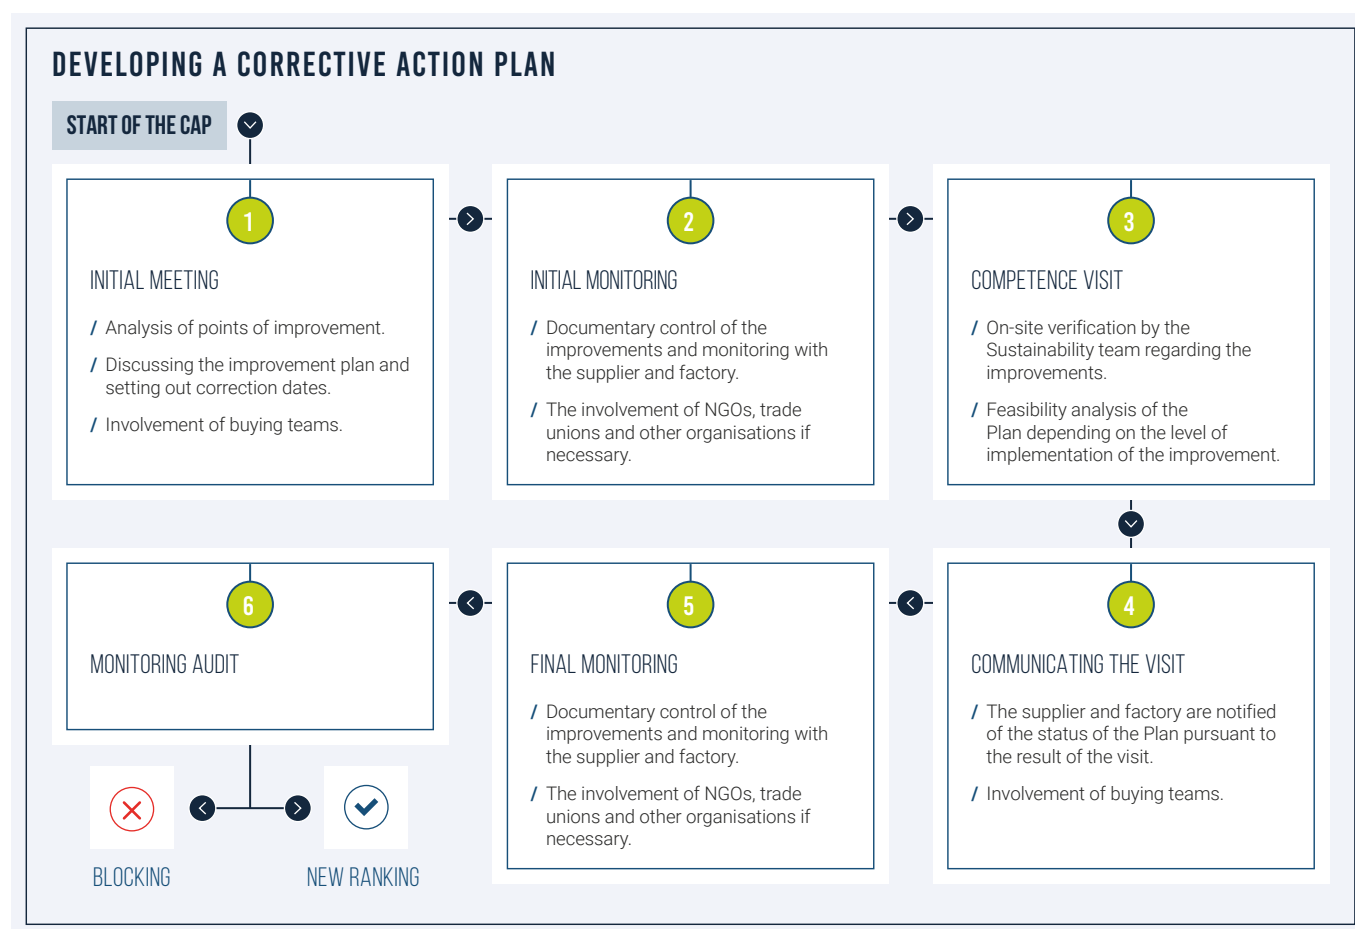 DEVELOPING A CORRECTIVE ACTION PLAN
START OF THE CAP
1
INITIAL MEETING
/ Analysis of points of improvement.
/ Discussing the improvement plan and
setting out correction dates.
/ Involvement of buying teams.
2
INITIAL MONITORING
/ Documentary control of the
improvements and monitoring with
the supplier and factory.
/ The involvement of NGOs, trade
unions and other organisations if
necessary.
3
COMPETENCE VISIT
/ On-site verification by the
Sustainability team regarding the
improvements.
/ Feasibility analysis of the
Plan depending on the level of
implementation of the improvement.
4
COMMUNICATING THE VISIT
/ The supplier and factory are notified
of the status of the Plan pursuant to
the result of the visit.
/ Involvement of buying teams.
5
FINAL MONITORING
/ Documentary control of the
improvements and monitoring with
the supplier and factory.
/ The involvement of NGOs, trade
unions and other organisations if
necessary.
6
MONITORING AUDIT
BLOCKING
NEW RANKING